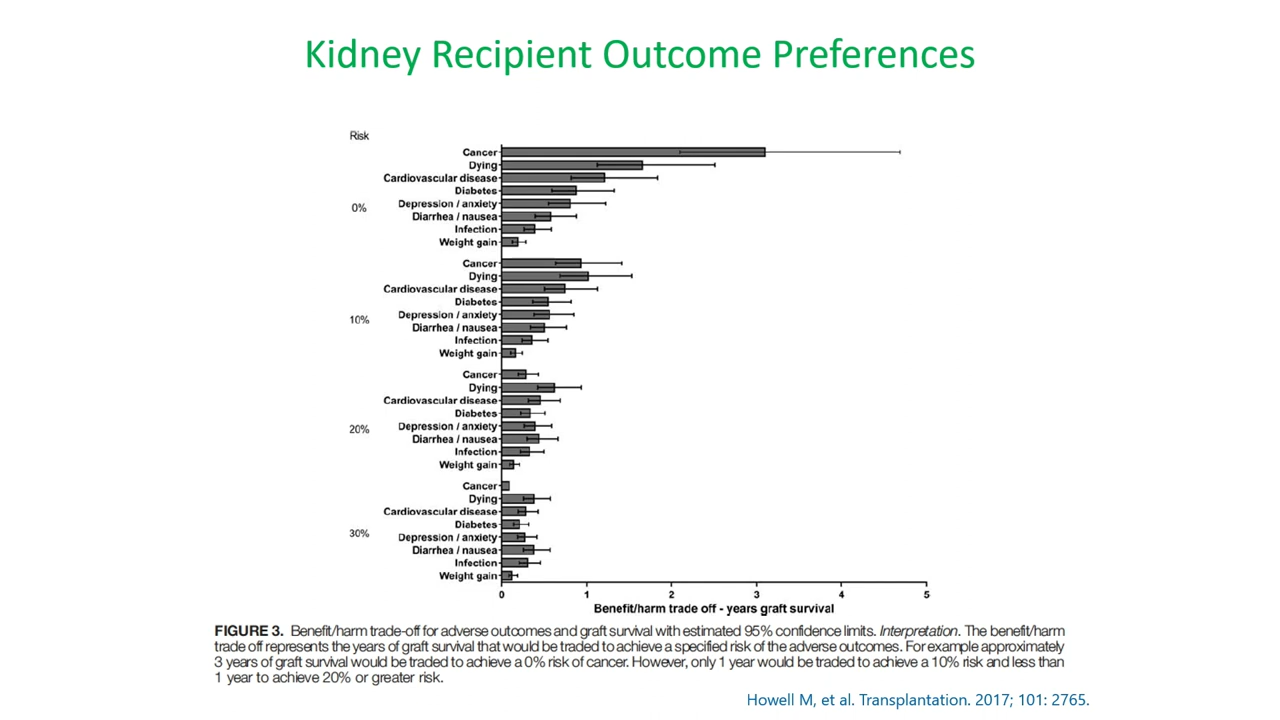 Kidney Recipient Outcome Preferences
Risk
0%
Cancer
Dying
Cardiovascular disease
Diabetes
Depression / anxiety
Diarrhea / nausea
Infection
Weight gain
10%
Cancer
Dying
Cardiovascular disease
Diabetes
Depression / anxiety
Diarrhea / nausea
Infection
Weight gain
20%
Cancer
Dying
Cardiovascular disease
Diabetes
Depression / anxiety
Diarrhea / nausea
Infection
Weight gain
30%
Cancer
Dying
Cardiovascular disease
Diabetes
Depression / anxiety
Diarrhea / nausea
Infection
Weight gain
0 1 2 3 4 5
Benefit/harm trade off - years graft survival
FIGURE 3. Benefit/harm trade-off for adverse outcomes and graft survival with estimated 95% confidence limits. Interpretation. The benefit/harm
trade off represents the years of graft survival that would be traded to achieve a specified risk of the adverse outcomes. For example approximately
3 years of graft survival would be traded to achieve a 0% risk of cancer. However, only 1 year would be traded to achieve a 10% risk and less than
1 year to achieve 20% or greater risk.
Howell M, et al. Transplantation. 2017; 101: 2765.